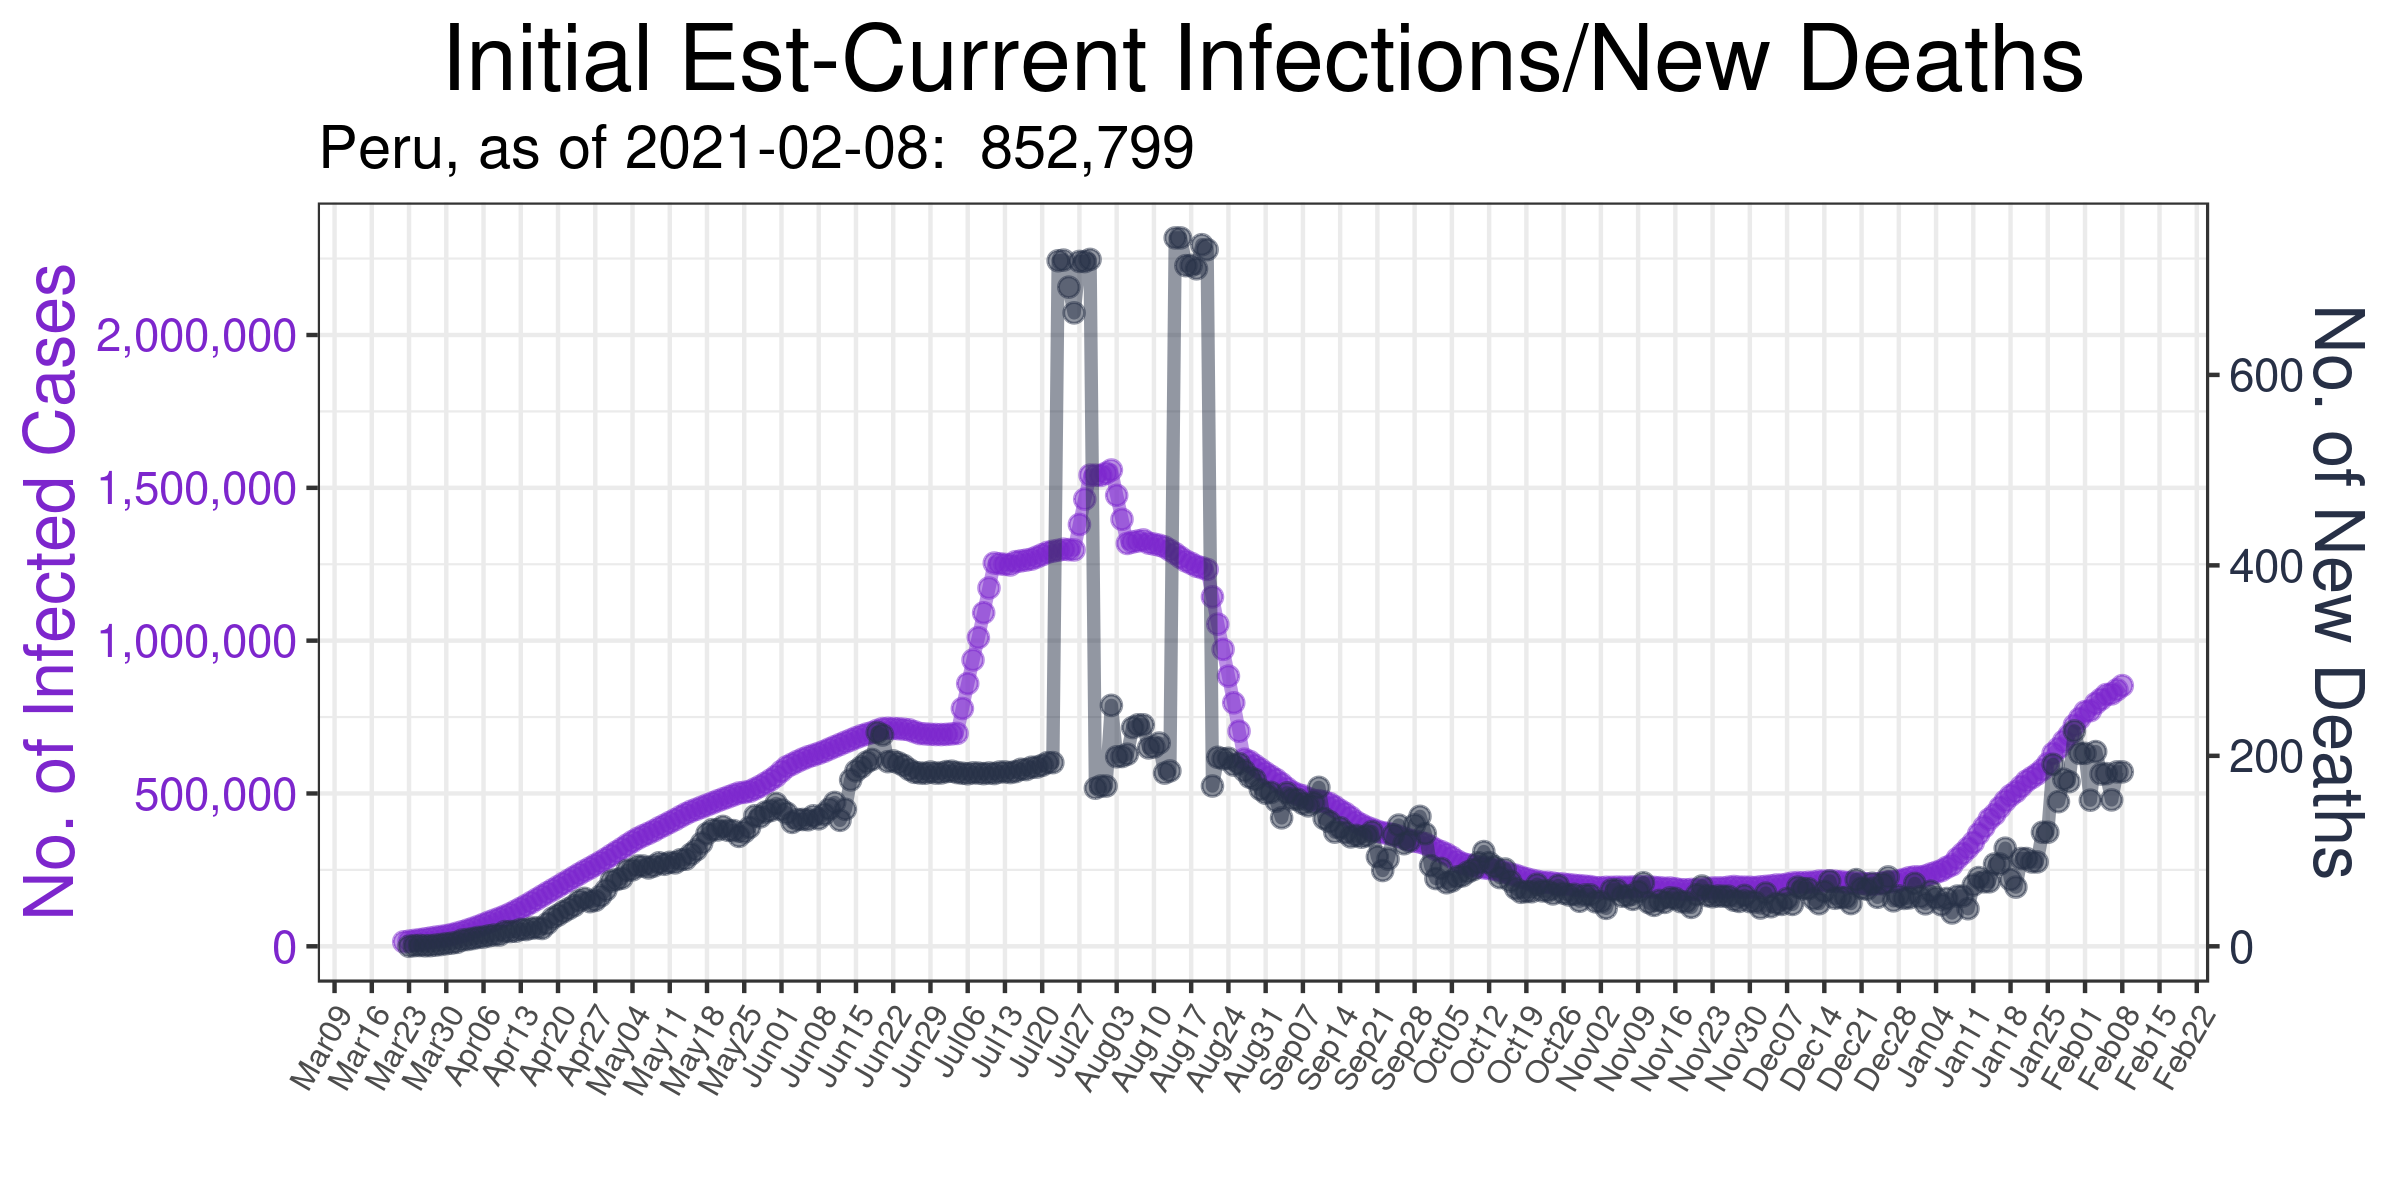 Initial Est-Current Infections/New Deaths
Peru, as of 2021-02-08:  852,799
No. of Infected Cases
2,000,000
1,500,000
1,000,000
500,000
0
600
400
200
0
No. of New Deaths
Mar09
Mar16
Mar23
Mar30
Apr06
Apr13
Apr20
Apr27
May04
May11
May18
May25
Jun01
Jun08
Jun15
Jun22
Jun29
Jul06
Jul13
Jul20
Jul27
Aug03
Aug10
Aug17
Aug24
Aug31
Sep07
Sep14
Sep21
Sep28
Oct05
Oct12
Oct19
Oct26
Nov02
Nov09
Nov16
Nov23
Nov30
Dec07
Dec14
Dec21
Dec28
Dec04
Jan11
Jan18
Jan25
Jan01
Feb08
Feb08
Feb15
Feb22